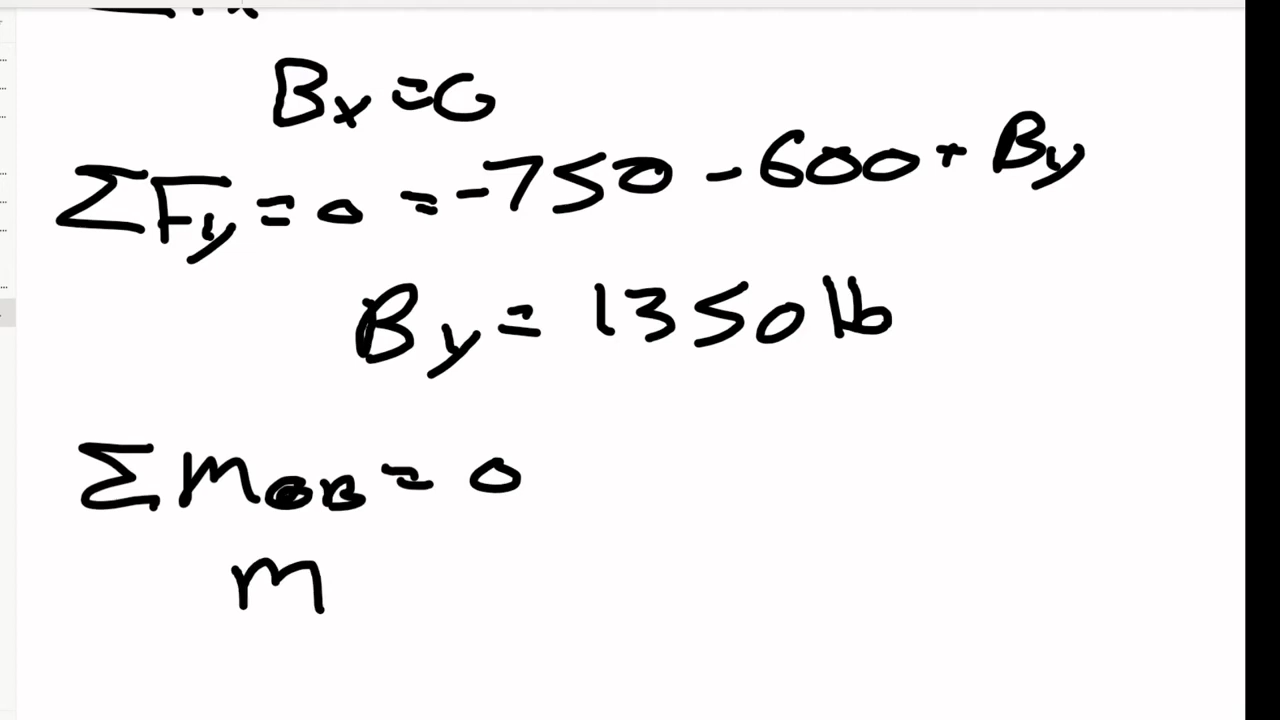 Bx = 0
ΣFy = 0 = -750 - 600 + By
By = 1350 lb
ΣM@B = 0
M